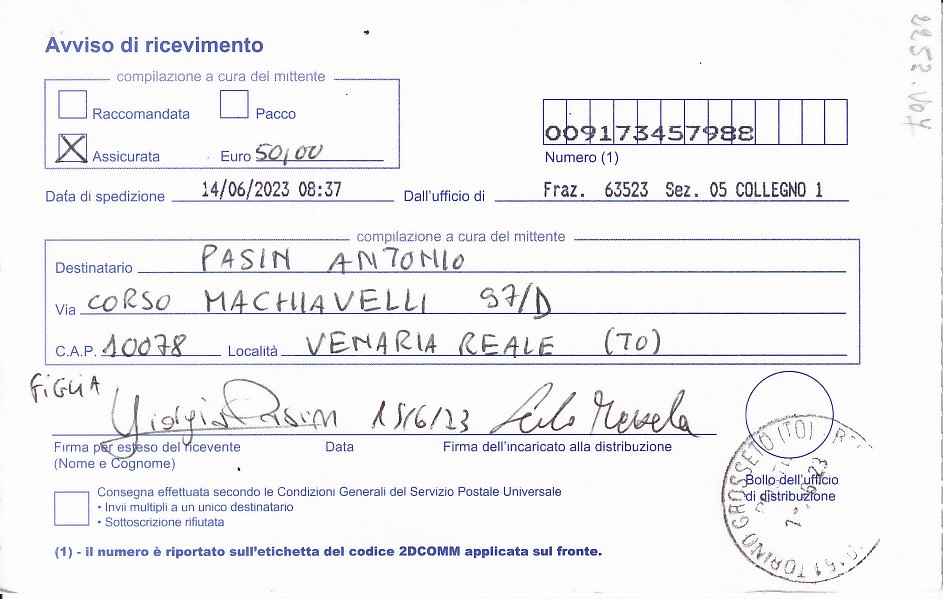 Avviso di ricevimento
compilazione a cura del mittente
Raccomandata Pacco
X Assicurata Euro 50,00
009173457988
Numero (1)
Data di spedizione 14/06/2023 08:37 Dall'ufficio di Fraz. 63523 Sez. 05 COLLEGNO 1
compilazione a cura del mittente
Destinatario PASIN ANTONIO
Via CORSO MACHIAVELLI 97/D
C.A.P. 10078 Località VENARIA REALE (TO)
FIGLIA Giorgia Pasin 15/6/23
Firma per esteso del ricevente Data Firma dell'incaricato alla distribuzione
(Nome e Cognome)
Bollo dell'ufficio
di distribuzione
Consegna effettuata secondo le Condizioni Generali del Servizio Postale Universale
• Invii multipli a un unico destinatario
• Sottoscrizione rifiutata
(1) - il numero è riportato sull'etichetta del codice 2DCOMM applicata sul fronte.
TORINO GROSSETO (TO)